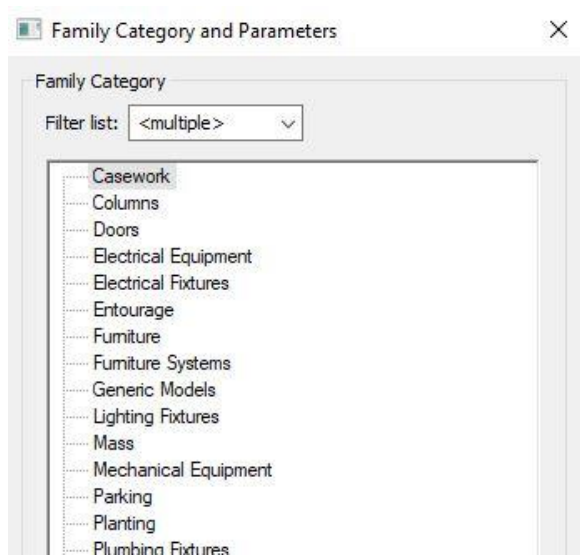 Family Category and Parameters
Family Category
Filter list: <multiple>
Casework
Columns
Doors
Electrical Equipment
Electrical Fixtures
Entourage
Furniture
Furniture Systems
Generic Models
Lighting Fixtures
Mass
Mechanical Equipment
Parking
Planting
Plumbing Fixtures